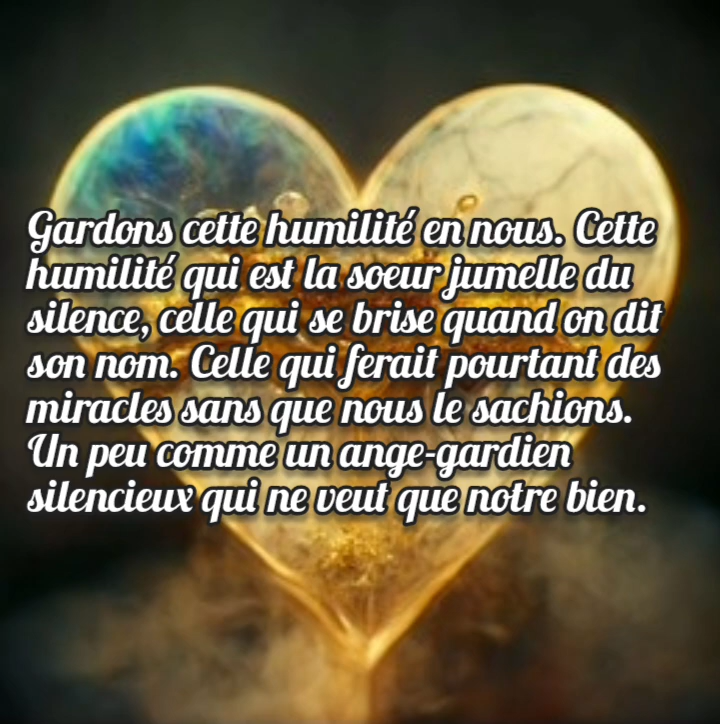 Gardons cette humilité en nous. Cette
humilité qui est la soeur jumelle du
silence, celle qui se brise quand on dit
son nom. Celle qui ferait pourtant des
miracles sans que nous le sachions.
Un peu comme un ange-gardien
silencieux qui ne veut que notre bien.